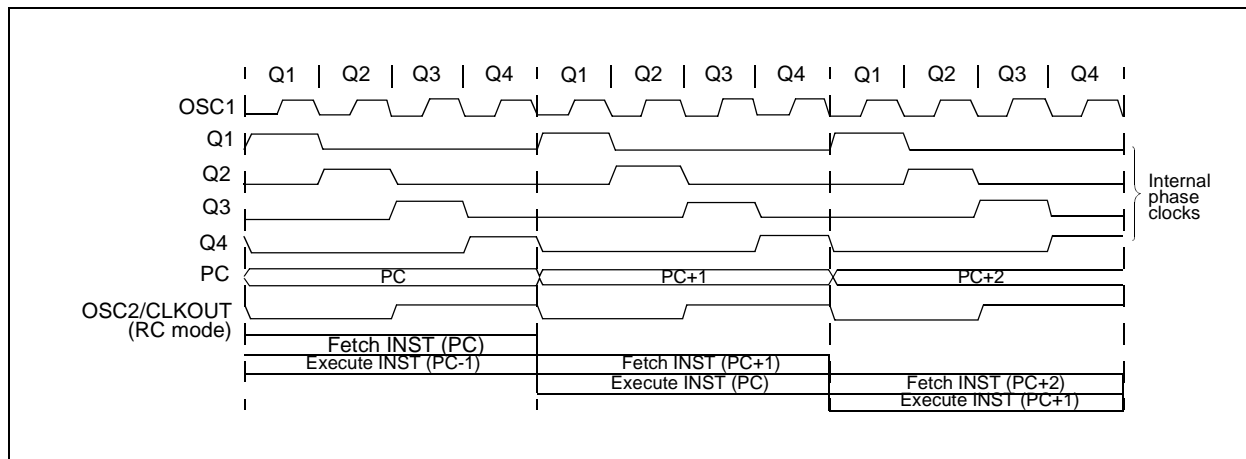 Q1 Q2 Q3 Q4 Q1 Q2 Q3 Q4 Q1 Q2 Q3 Q4
OSC1
Q1
Q2
Q3
Q4
Internal
phase
clocks
PC PC PC+1 PC+2
OSC2/CLKOUT
(RC mode)
Fetch INST (PC)
Execute INST (PC-1) Fetch INST (PC+1)
Execute INST (PC) Fetch INST (PC+2)
Execute INST (PC+1)